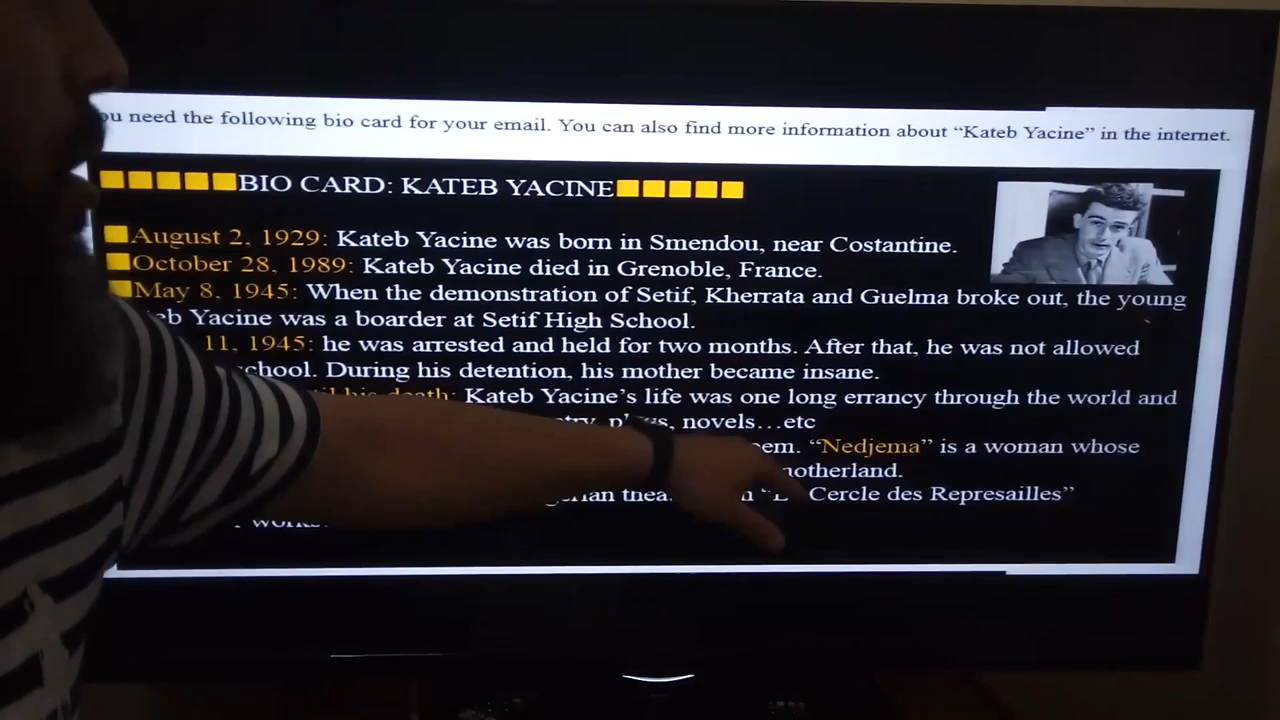 need the following bio card for your email. You can also find more information about “Kateb Yacine” in the internet.
BIO CARD: KATEB YACINE
August 2, 1929: Kateb Yacine was born in Smendou, near Costantine.
October 28, 1989: Kateb Yacine died in Grenoble, France.
May 8, 1945: When the demonstration of Setif, Kherrata and Guelma broke out, the young
Yacine was a boarder at Setif High School.
11, 1945: he was arrested and held for two months. After that, he was not allowed
school. During his detention, his mother became insane.
his death: Kateb Yacine’s life was one long errancy through the world and
novels…etc
“Nedjema” is a woman whose
motherland.
Cercle des Represailles”